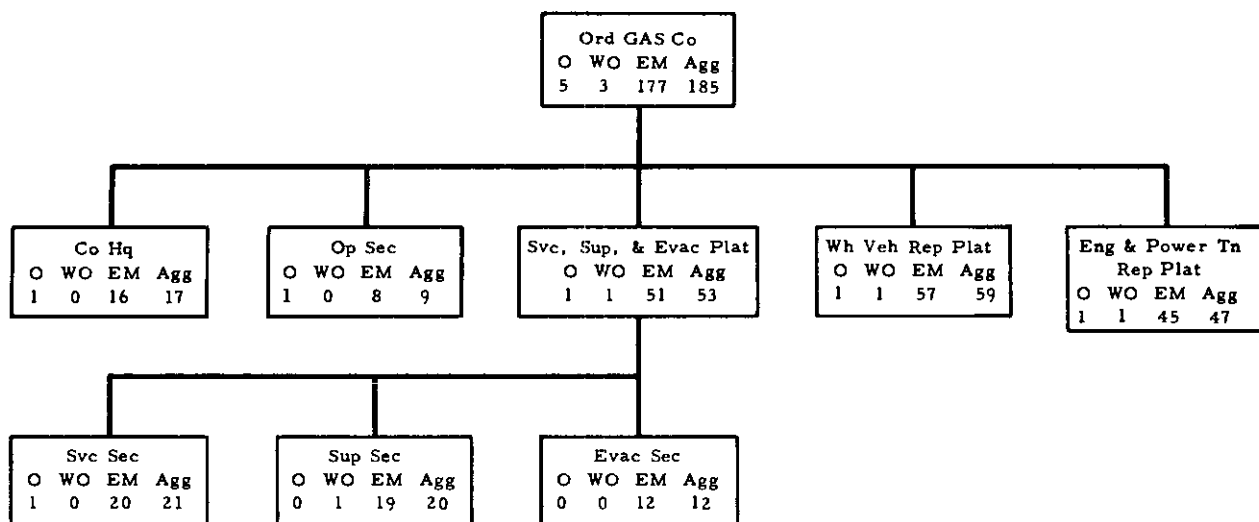 Ord GAS Co
O WO EM Agg
5 3 177 185
Co Hq
O WO EM Agg
1 0 16 17
Op Sec
O WO EM Agg
1 0 8 9
Svc, Sup, & Evac Plat
O WO EM Agg
1 1 51 53
Wh Veh Rep Plat
O WO EM Agg
1 1 57 59
Eng & Power Tn
Rep Plat
O WO EM Agg
1 1 45 47
Svc Sec
O WO EM Agg
1 0 20 21
Sup Sec
O WO EM Agg
0 1 19 20
Evac Sec
O WO EM Agg
0 0 12 12